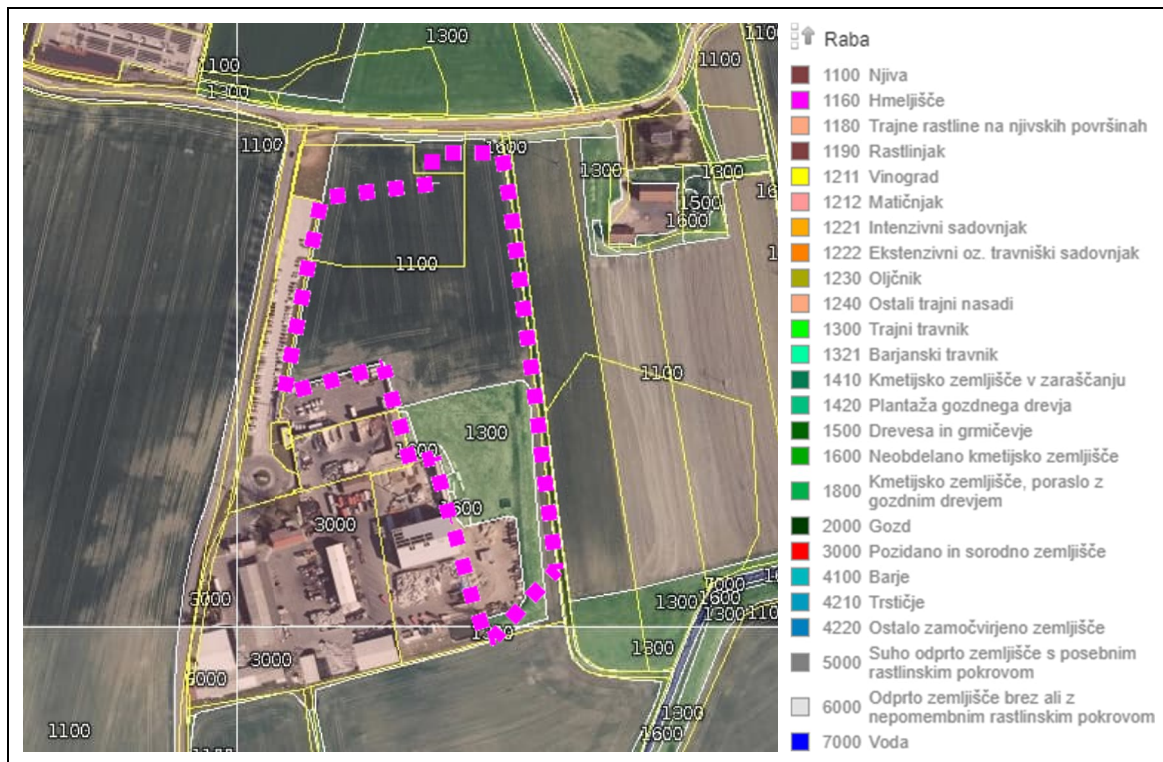 1300
1100
1300
1100
1100
1600
1300
1300
1500
1600
1100
1100
1300
3000
1600
3000
7000
1300
1600
1300
3000
1300
3000
1300
1600
1100
Raba
1100 Njiva
1160 Hmeljišče
1180 Trajne rastline na njivskih površinah
1190 Rastlinjak
1211 Vinograd
1212 Matičnjak
1221 Intenzivni sadovnjak
1222 Ekstenzivni oz. travniški sadovnjak
1230 Oljčnik
1240 Ostali trajni nasadi
1300 Trajni travnik
1321 Barjanski travnik
1410 Kmetijsko zemljišče v zaraščanju
1420 Plantaža gozdnega drevja
1500 Drevesa in grmičevje
1600 Neobdelano kmetijsko zemljišče
1800 Kmetijsko zemljišče, poraslo z
gozdnim drevjem
2000 Gozd
3000 Pozidano in sorodno zemljišče
4100 Barje
4210 Trstičje
4220 Ostalo zamočvirjeno zemljišče
5000 Suho odprto zemljišče s posebnim
rastlinskim pokrovom
6000 Odprto zemljišče brez ali z
nepomembnim rastlinskim pokrovom
7000 Voda